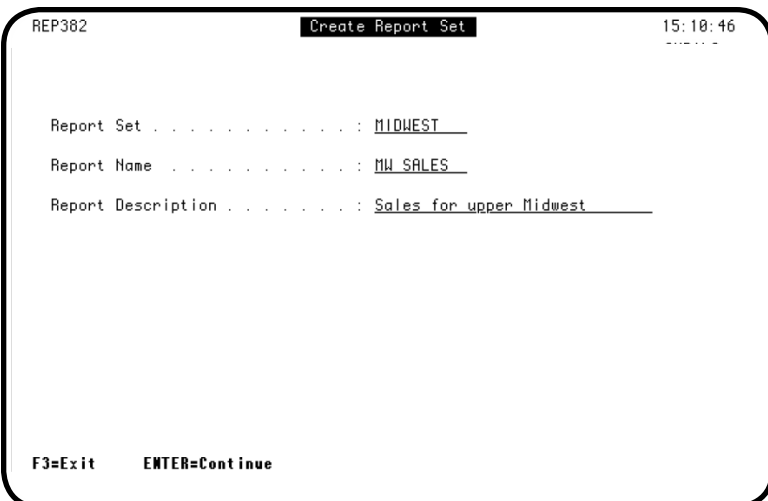 REP382 Create Report Set 15:10:46
Report Set . . . . . . . . . . . : MIDWEST
Report Name . . . . . . . . . . : MW SALES
Report Description . . . . . . . : Sales for upper Midwest
F3=Exit ENTER=Continue